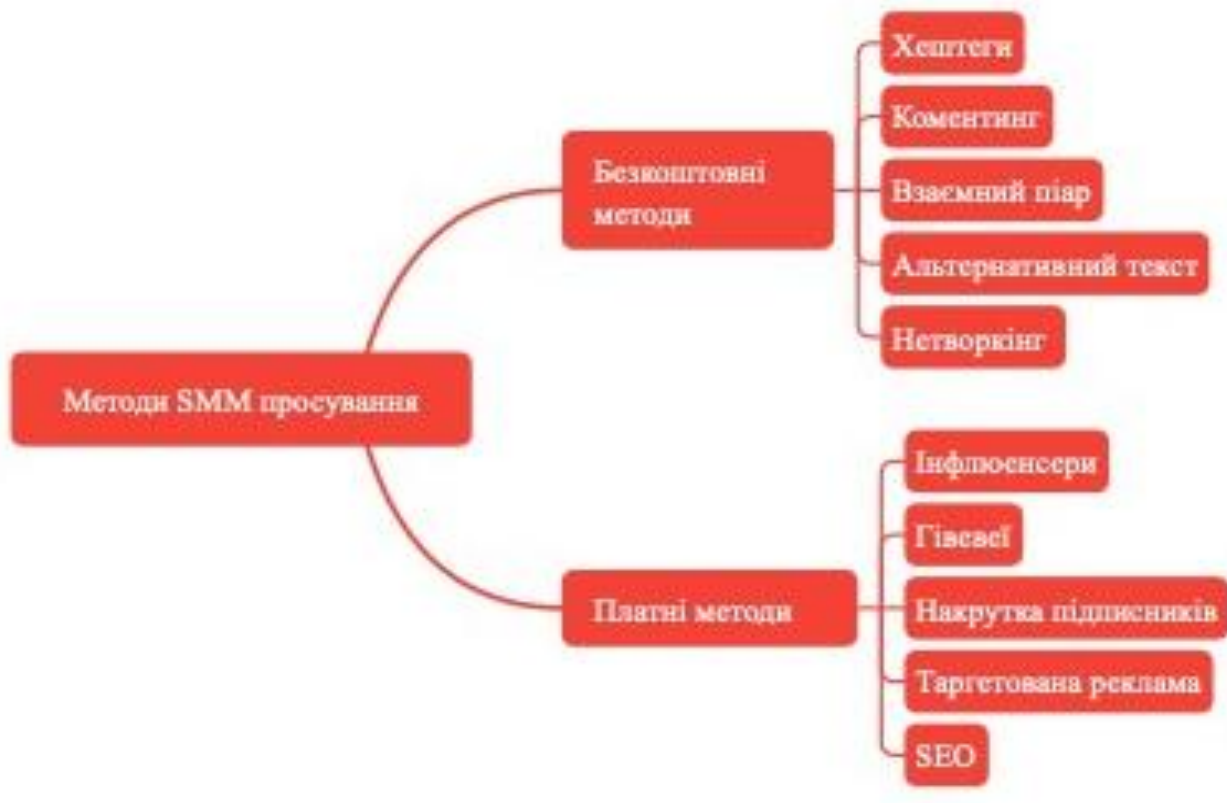 Методи SMM просування
Безкоштовні
методи
Хештеги
Коментинг
Взаємний піар
Альтернативний текст
Нетворкінг
Платні методи
Інфлюенсери
Гівевеї
Накрутка підписників
Таргетована реклама
SEO